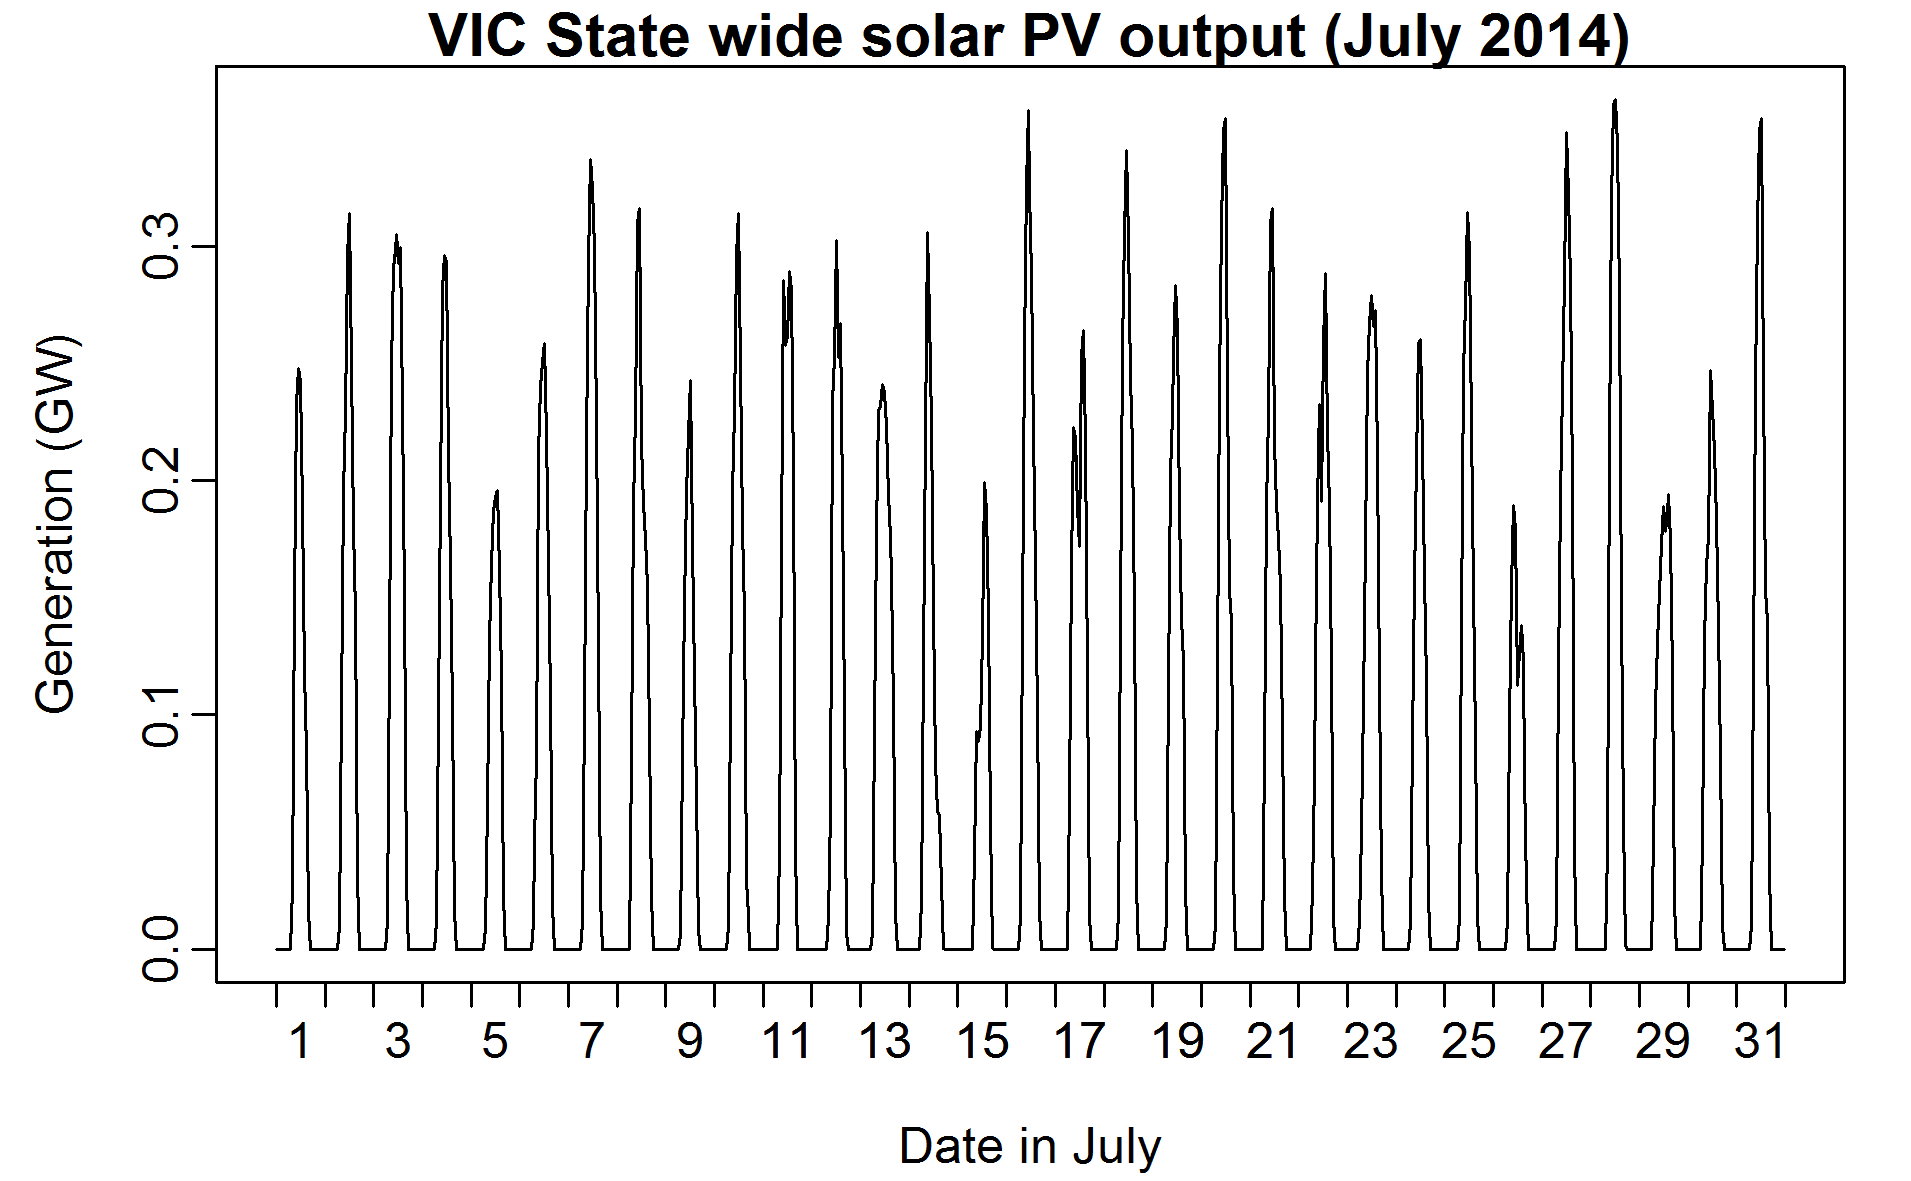 VIC State wide solar PV output (July 2014)
Generation (GW)
0.3
0.2
0.1
0.0
1 3 5 7 9 11 13 15 17 19 21 23 25 27 29 31
Date in July